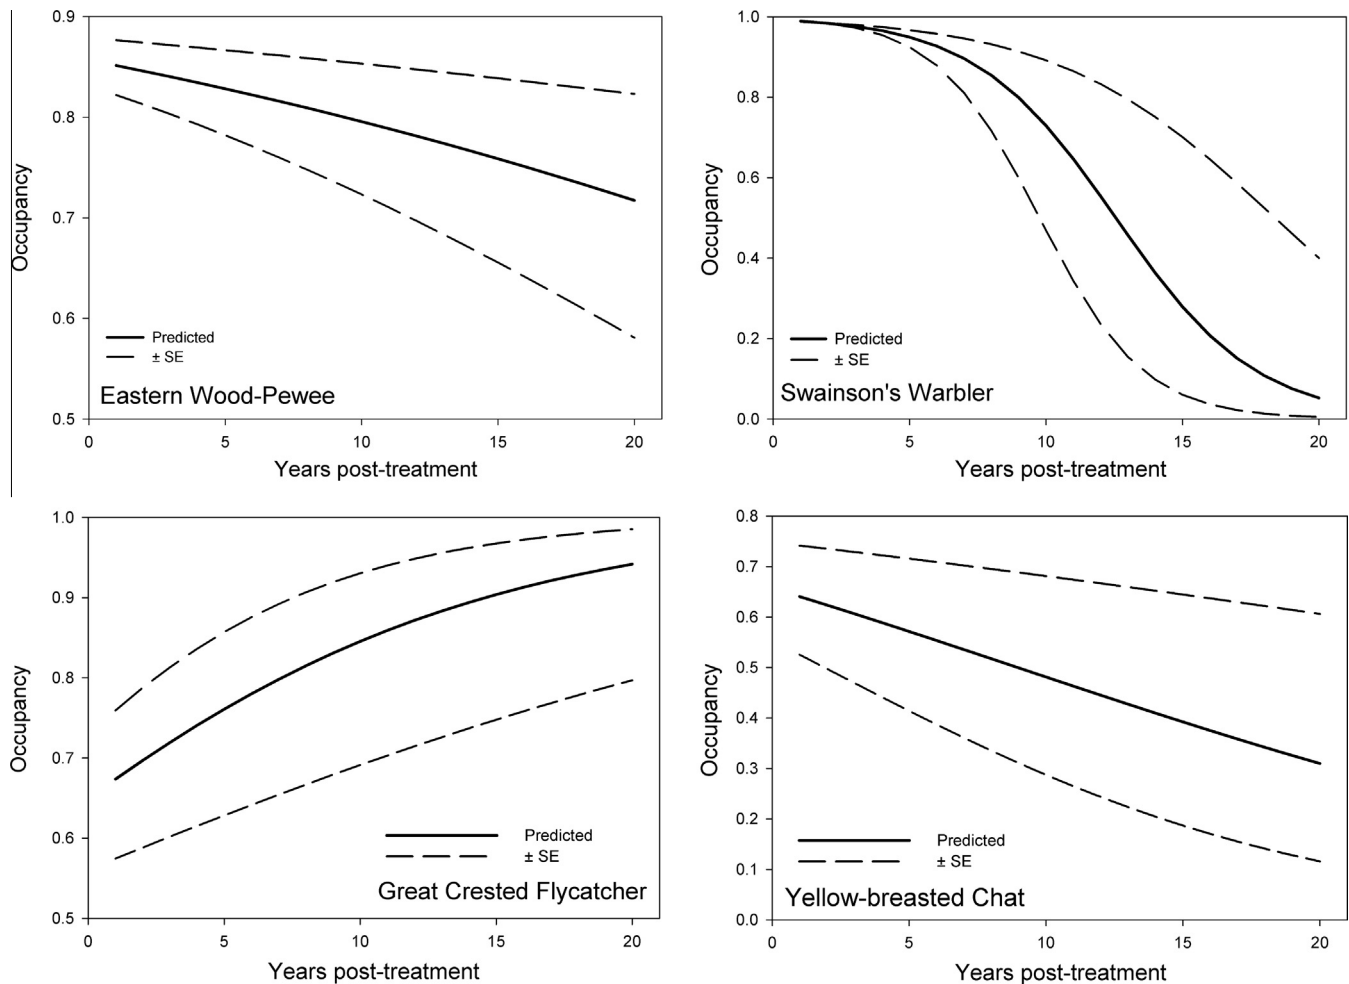 0.9
0.8
0.7
0.6
0.5
Occupancy
Predicted
± SE
Eastern Wood-Pewee
0 5 10 15 20
Years post-treatment
1.0
0.8
0.6
0.4
0.2
0.0
Occupancy
Predicted
± SE
Swainson's Warbler
0 5 10 15 20
Years post-treatment
1.0
0.9
0.8
0.7
0.6
0.5
Occupancy
Predicted
± SE
Great Crested Flycatcher
0 5 10 15 20
Years post-treatment
0.8
0.7
0.6
0.5
0.4
0.3
0.2
0.1
0.0
Occupancy
Predicted
± SE
Yellow-breasted Chat
0 5 10 15 20
Years post-treatment